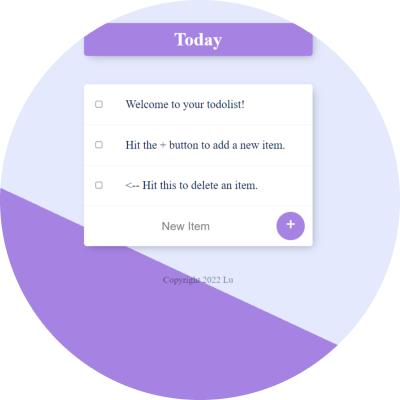 Today
Welcome to your todolist!
Hit the + button to add a new item.
<-- Hit this to delete an item.
New Item
+
Copyright 2022 Lu